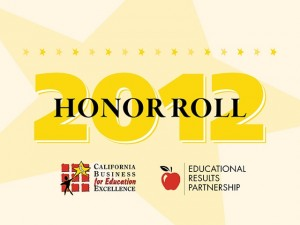 2012
HONOR ROLL
CALIFORNIA
BUSINESS
for Education
EXCELLENCE
EDUCATIONAL
RESULTS
PARTNERSHIP